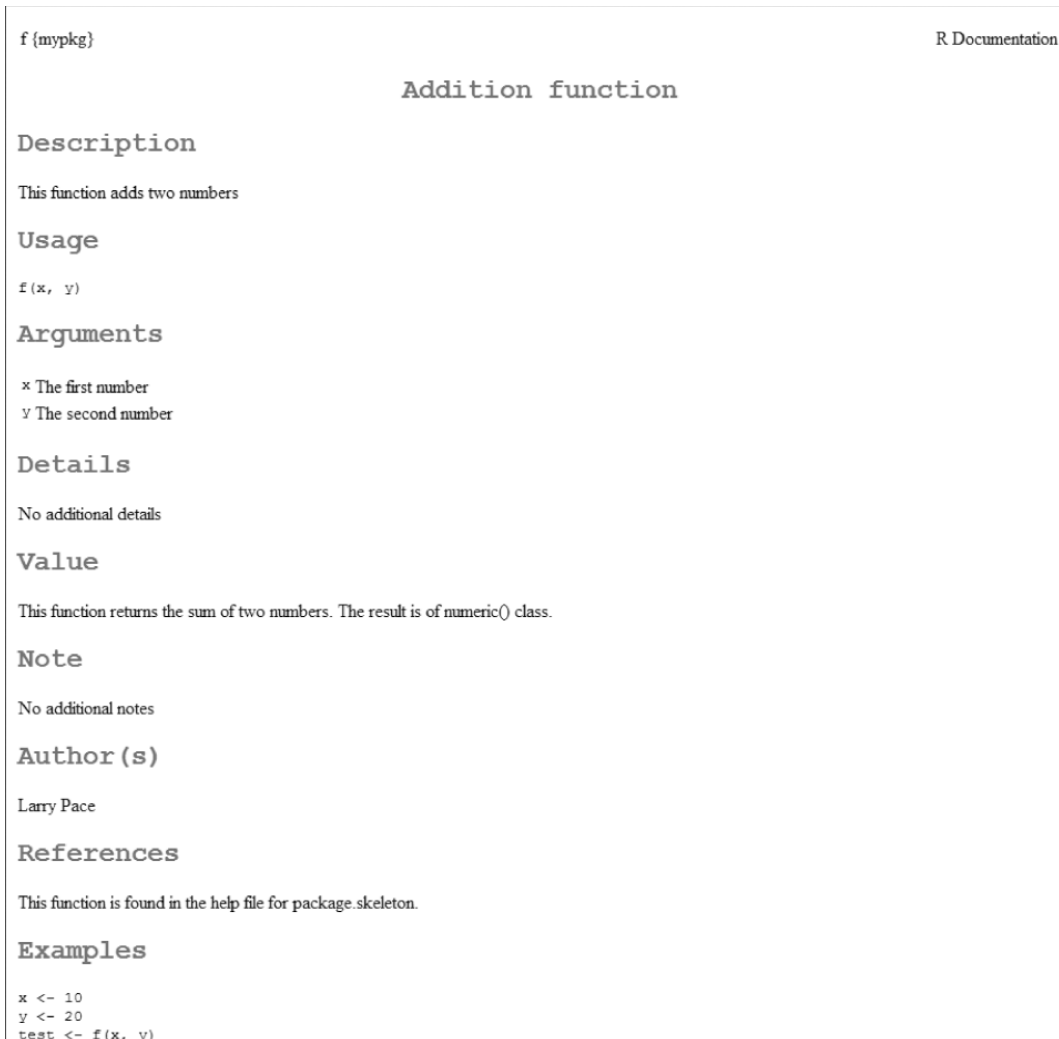 f {mypkg} R Documentation
Addition function
Description
This function adds two numbers
Usage
f(x, y)
Arguments
x The first number
y The second number
Details
No additional details
Value
This function returns the sum of two numbers. The result is of numeric() class.
Note
No additional notes
Author(s)
Larry Pace
References
This function is found in the help file for package.skeleton.
Examples
x <- 10
y <- 20
test <- f(x, y)